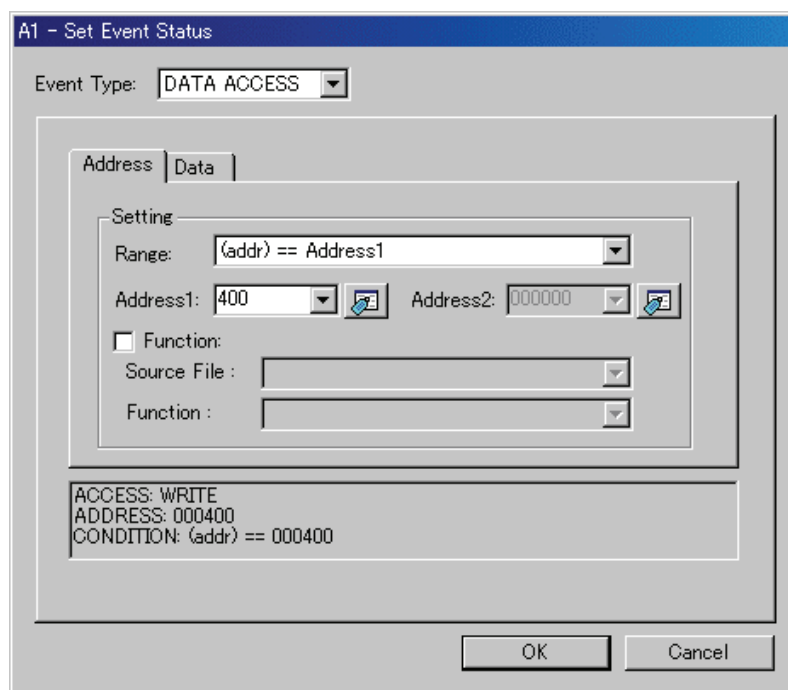 A1 - Set Event Status
Event Type: DATA ACCESS
Address Data
Setting
Range: (addr) == Address1
Address1: 400 Address2: 000000
Function:
Source File :
Function :
ACCESS: WRITE
ADDRESS: 000400
CONDITION: (addr) == 000400
OK Cancel